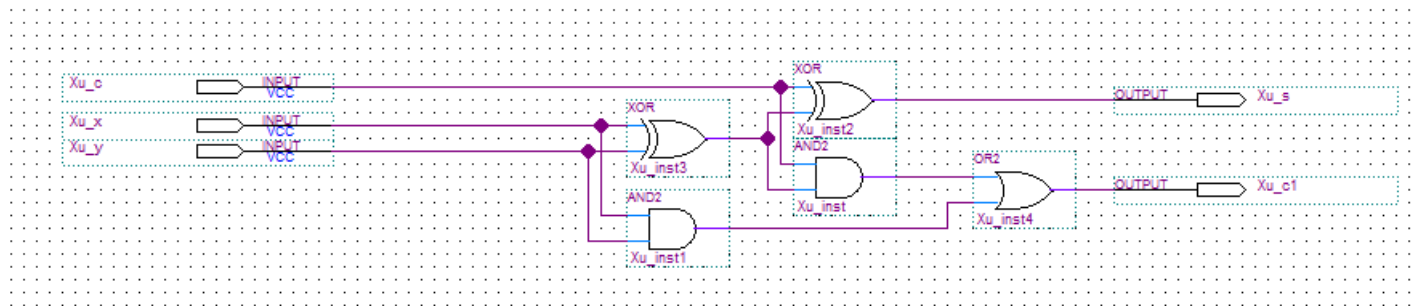 Xu_c
INPUT
VCC
Xu_x
INPUT
VCC
Xu_y
INPUT
VCC
XOR
Xu_inst3
AND2
Xu_inst1
XOR
Xu_inst2
AND2
Xu_inst
OR2
Xu_inst4
OUTPUT
Xu_s
OUTPUT
Xu_c1